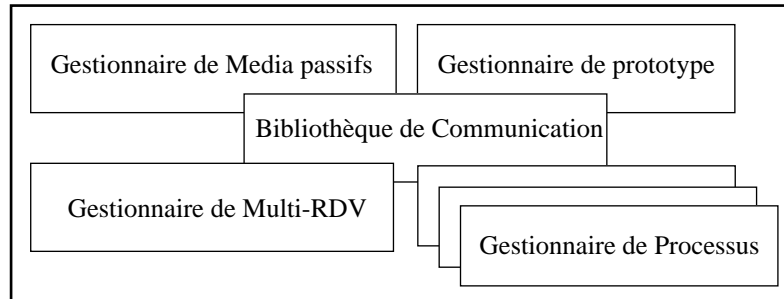 Gestionnaire de Media passifs
Gestionnaire de prototype
Bibliothèque de Communication
Gestionnaire de Multi-RDV
Gestionnaire de Processus